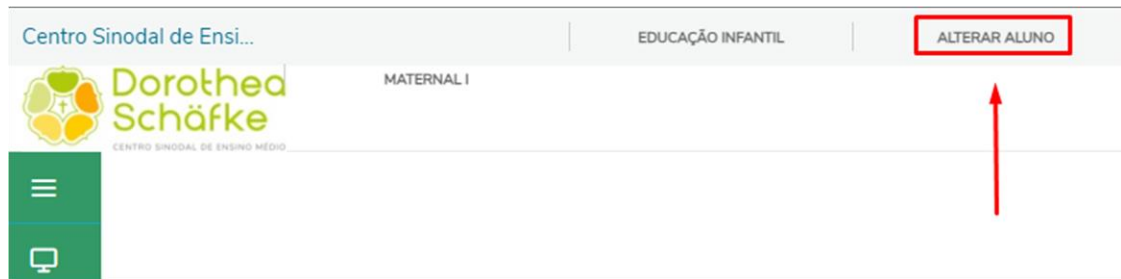 Centro Sinodal de Ensi...
EDUCAÇÃO INFANTIL
ALTERAR ALUNO
Dorothea
Schäfke
CENTRO SINODAL DE ENSINO MÉDIO
MATERNAL I